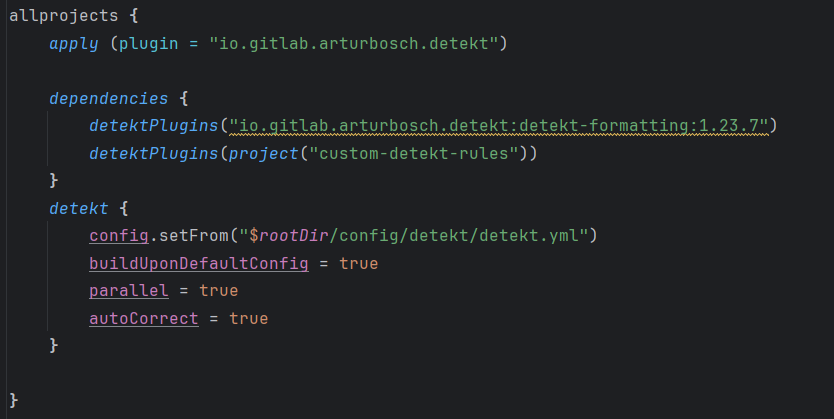 allprojects {
    apply (plugin = "io.gitlab.arturbosch.detekt")
    dependencies {
        detektPlugins("io.gitlab.arturbosch.detekt:detekt-formatting:1.23.7")
        detektPlugins(project("custom-detekt-rules"))
    }
    detekt {
        config.setFrom("$rootDir/config/detekt/detekt.yml")
        buildUponDefaultConfig = true
        parallel = true
        autoCorrect = true
    }
}